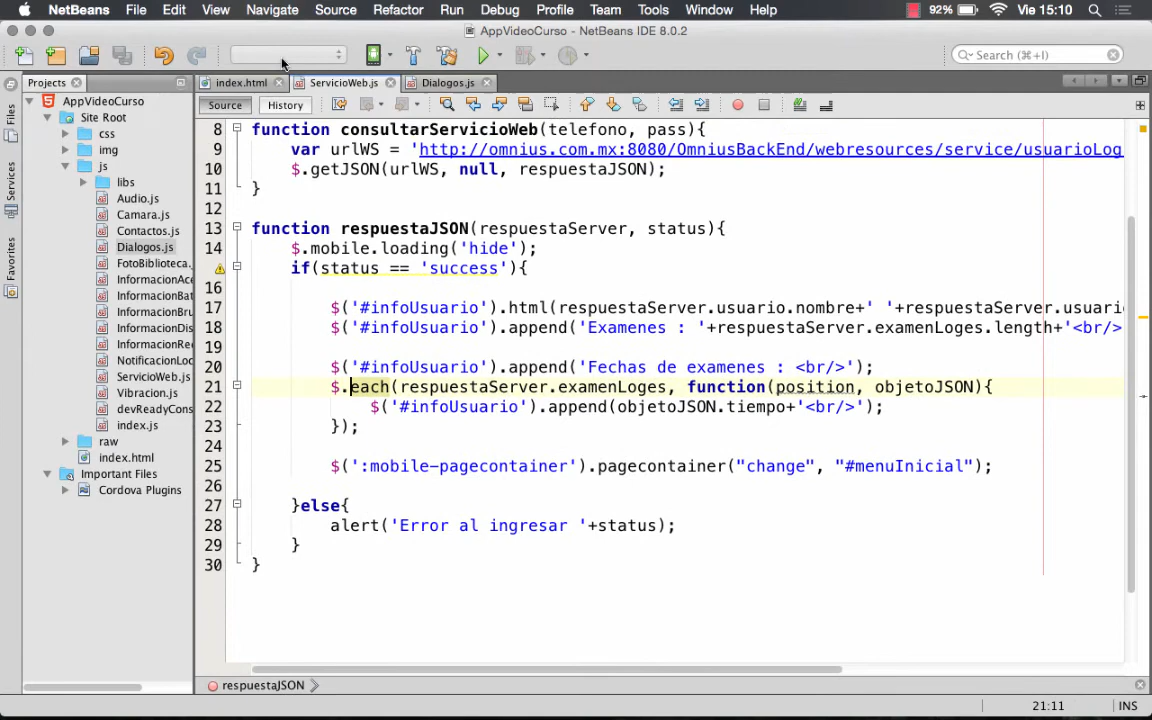 NetBeans File Edit View Navigate Source Refactor Run Debug Profile Team Tools Window Help 92% Vie 15:10
AppVideoCurso - NetBeans IDE 8.0.2
Search (⌘+I)
Projects index.html ServicioWeb.js Dialogos.js
Source History
Files
Services
Favorites
AppVideoCurso
Site Root
css
img
js
libs
Audio.js
Camara.js
Contactos.js
Dialogos.js
FotoBiblioteca.
InformacionAce
InformacionBat
InformacionBru
InformacionDis
InformacionRe
NotificacionLoc
ServicioWeb.js
Vibracion.js
devReadyCons
index.js
raw
index.html
Important Files
Cordova Plugins
8 function consultarServicioWeb(telefono, pass){
9 var urlWS = 'http://omnius.com.mx:8080/OmniusBackEnd/webresources/service/usuarioLog
10 $.getJSON(urlWS, null, respuestaJSON);
11 }
12
13 function respuestaJSON(respuestaServer, status){
14 $.mobile.loading('hide');
if(status == 'success'){
16
17 $('#infoUsuario').html(respuestaServer.usuario.nombre+' '+respuestaServer.usuario
18 $('#infoUsuario').append('Examenes : '+respuestaServer.examenLoges.length+'<br/>
19
20 $('#infoUsuario').append('Fechas de examenes : <br/>');
21 $.each(respuestaServer.examenLoges, function(position, objetoJSON){
22 $('#infoUsuario').append(objetoJSON.tiempo+'<br/>');
23 });
24
25 $(':mobile-pagecontainer').pagecontainer("change", "#menuInicial");
26
27 }else{
28 alert('Error al ingresar '+status);
29 }
30 }
respuestaJSON
21:11 INS